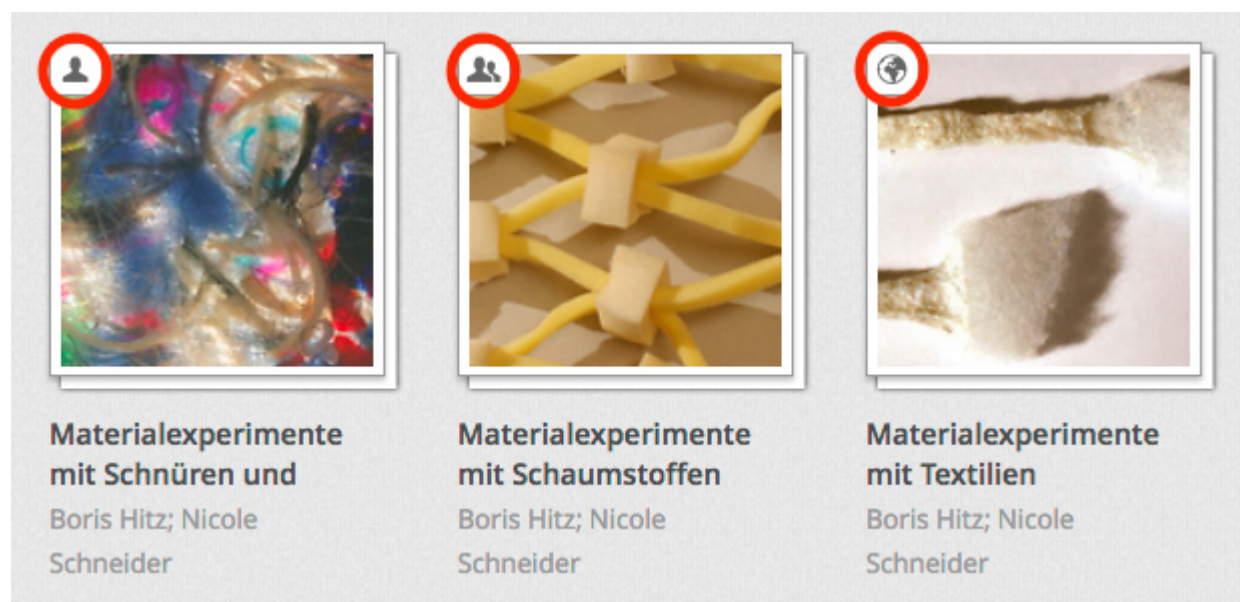 Materialexperimente
mit Schnüren und
Boris Hitz; Nicole
Schneider
Materialexperimente
mit Schaumstoffen
Boris Hitz; Nicole
Schneider
Materialexperimente
mit Textilien
Boris Hitz; Nicole
Schneider